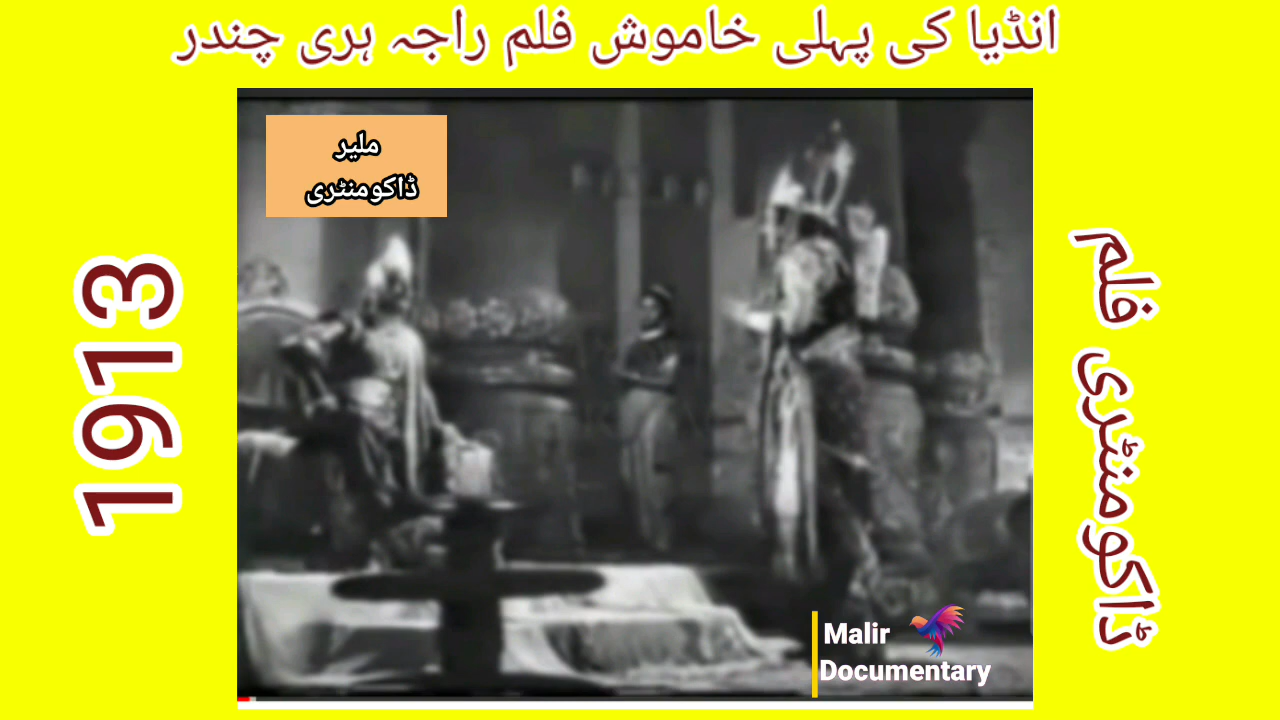 انڈیا کی پہلی خاموش فلم راجہ ہری چندر
ملیر
ڈاکومنٹری
1913
ڈاکومنٹری فلم
Malir
Documentary